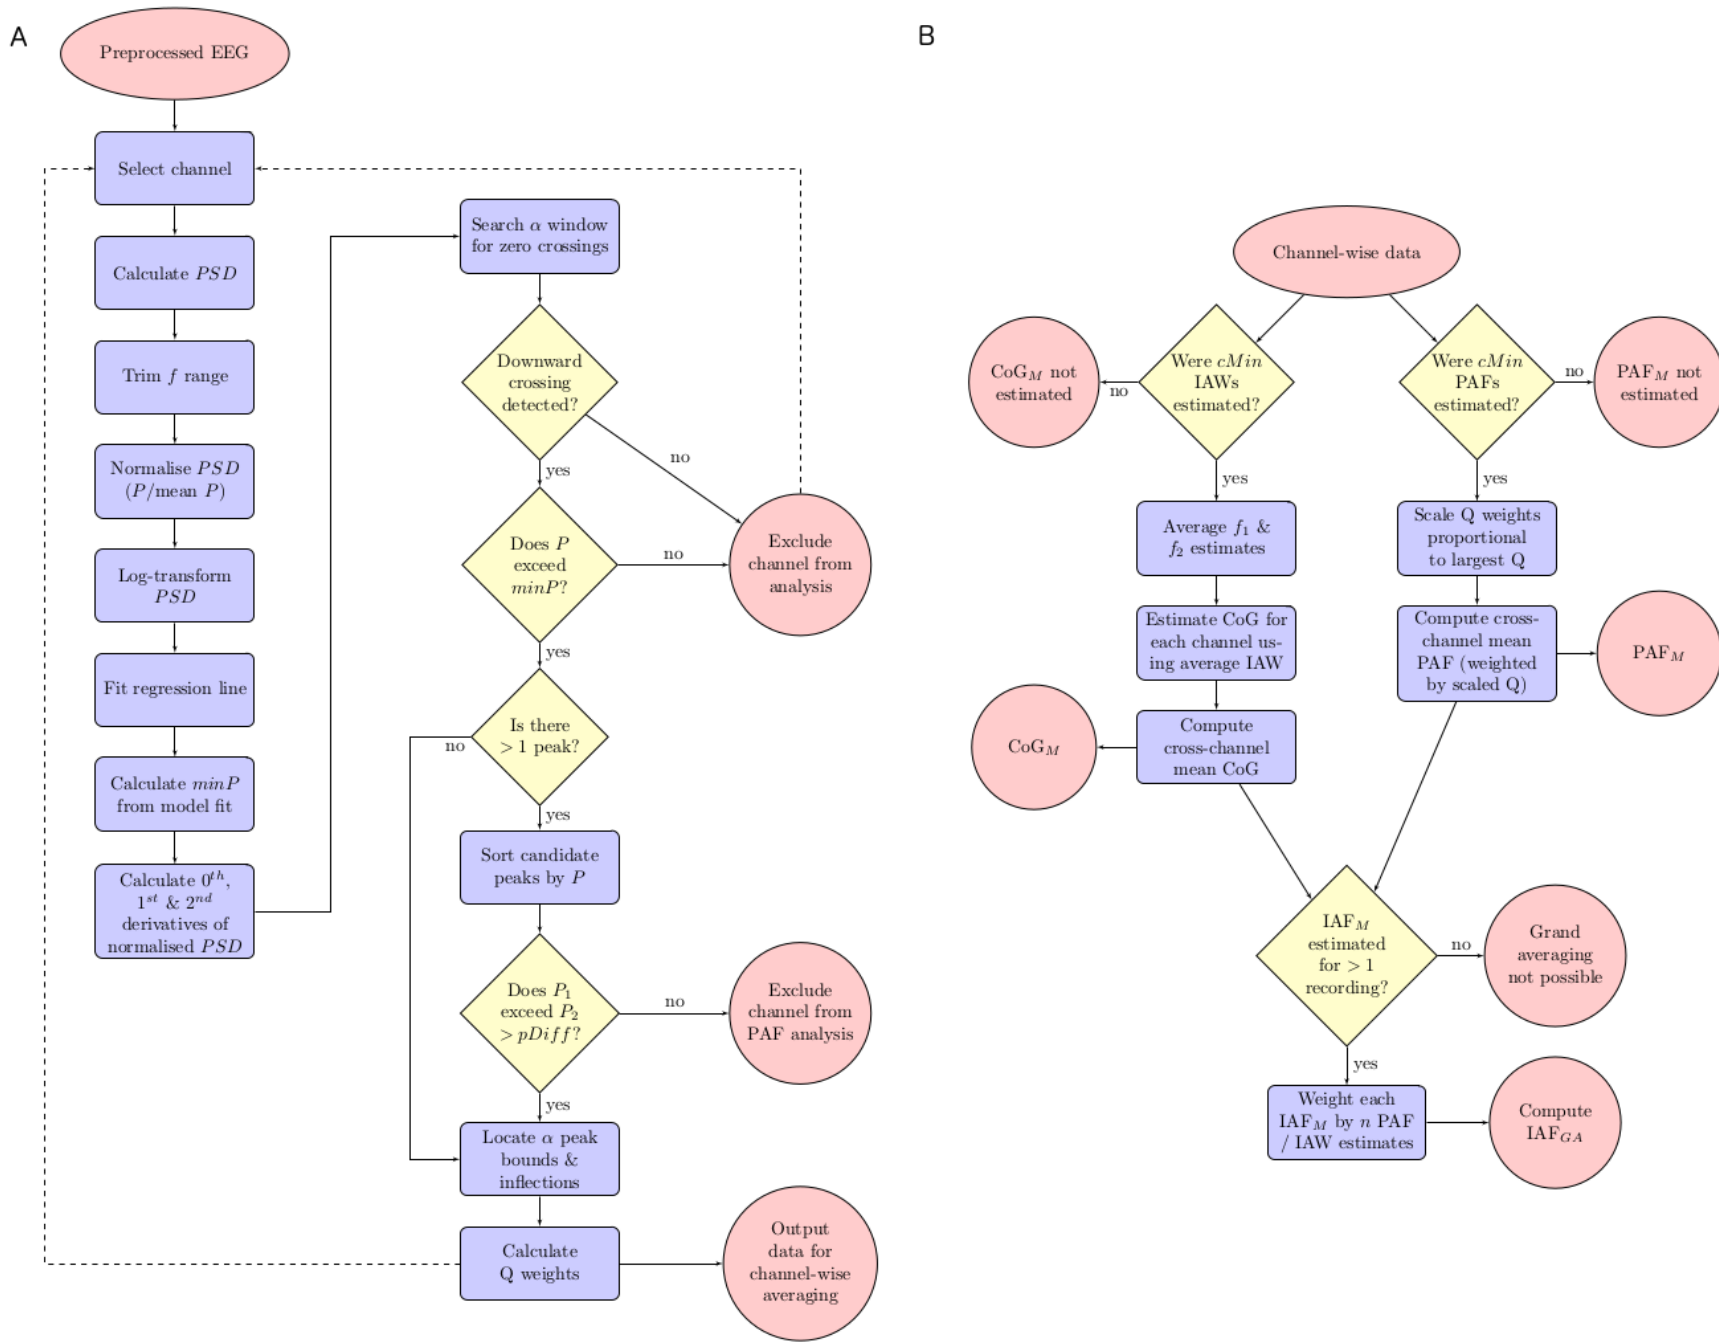 A
Preprocessed EEG
Select channel
Calculate PSD
Trim f range
Normalise PSD
(P/mean P)
Log-transform
PSD
Fit regression line
Calculate minP
from model fit
Calculate 0th,
1st & 2nd
derivatives of
normalised PSD
Search α window
for zero crossings
Downward
crossing
detected?
no
yes
Does P
exceed
minP?
no
Exclude
channel from
analysis
yes
Is there
> 1 peak?
no
yes
Sort candidate
peaks by P
Does P1
exceed P2
> pDiff?
no
Exclude
channel from
PAF analysis
yes
Locate α peak
bounds &
inflections
Calculate
Q weights
Output
data for
channel-wise
averaging
B
Channel-wise data
CoGM not
estimated
no
Were cMin
IAWs
estimated?
Were cMin
PAFs
estimated?
no
PAFM not
estimated
yes
yes
Average f1 &
f2 estimates
Scale Q weights
proportional
to largest Q
Estimate CoG for
each channel us-
ing average IAW
Compute cross-
channel mean
PAF (weighted
by scaled Q)
PAFM
CoGM
Compute
cross-channel
mean CoG
IAFM
estimated
for > 1
recording?
no
Grand
averaging
not possible
yes
Weight each
IAFM by n PAF
/ IAW estimates
Compute
IAFGA